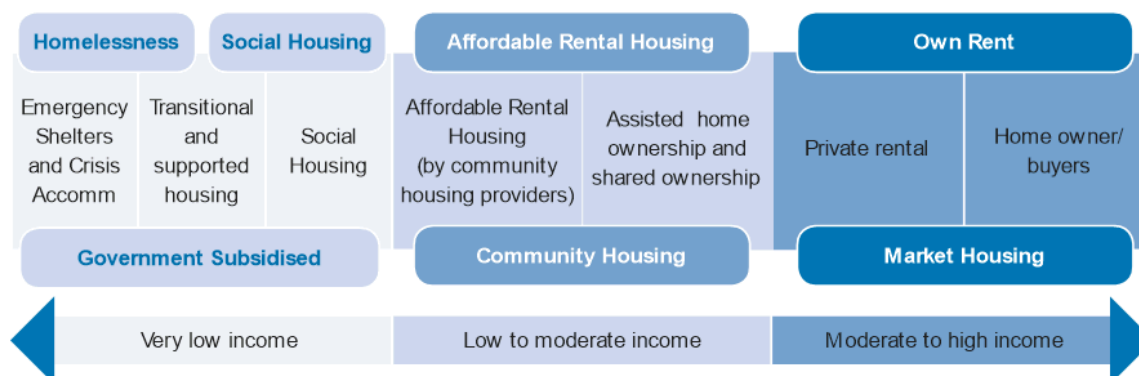 Homelessness
Social Housing
Affordable Rental Housing
Own Rent
Emergency
Shelters
and Crisis
Accomm
Transitional
and
supported
housing
Social
Housing
Affordable Rental
Housing
(by community
housing providers)
Assisted home
ownership and
shared ownership
Private rental
Home owner/
buyers
Government Subsidised
Community Housing
Market Housing
Very low income
Low to moderate income
Moderate to high income